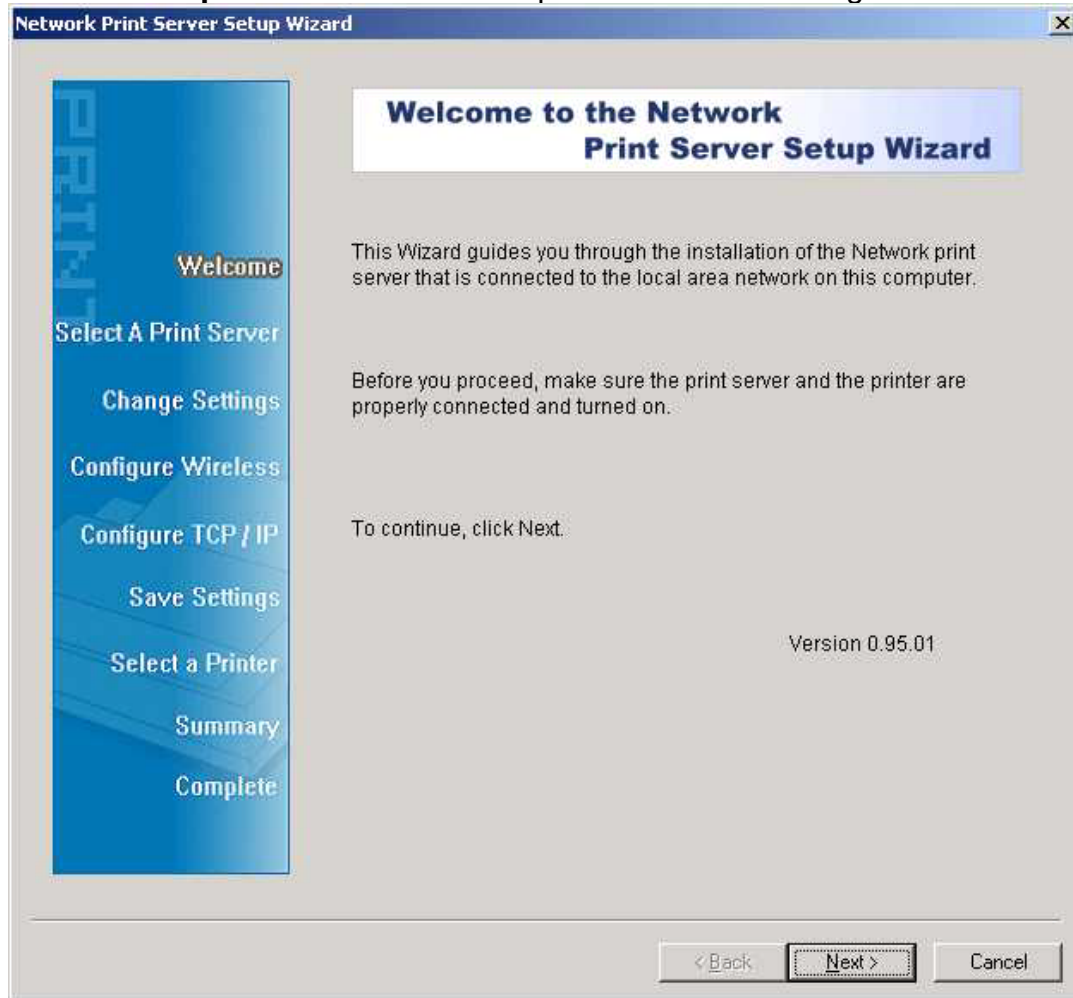 Network Print Server Setup Wizard
PRINT
Welcome
Select A Print Server
Change Settings
Configure Wireless
Configure TCP / IP
Save Settings
Select a Printer
Summary
Complete
Welcome to the Network
Print Server Setup Wizard
This Wizard guides you through the installation of the Network print
server that is connected to the local area network on this computer.
Before you proceed, make sure the print server and the printer are
properly connected and turned on.
To continue, click Next.
Version 0.95.01
< Back
Next >
Cancel